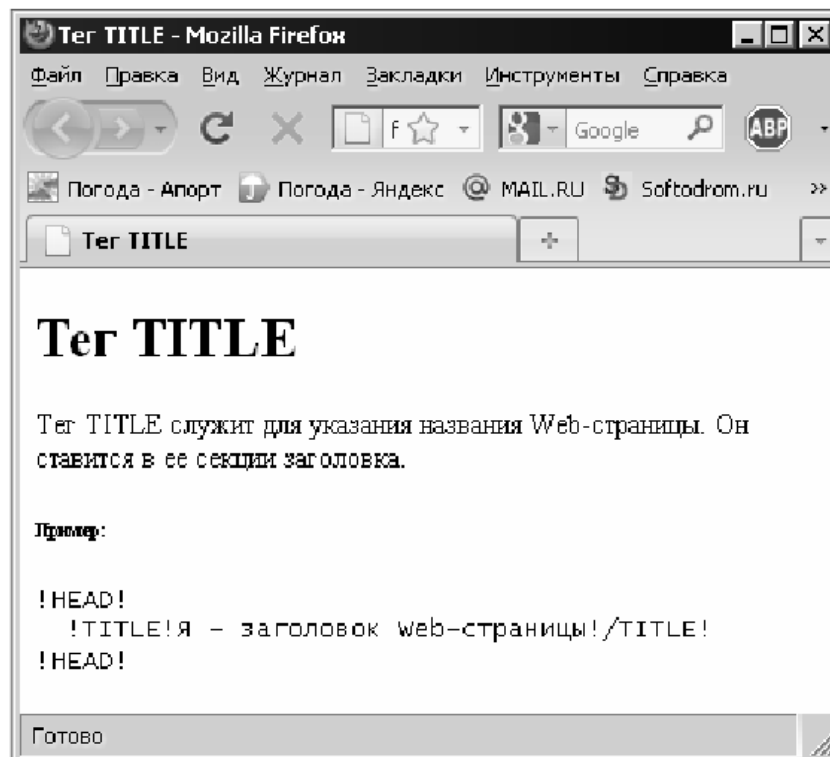 Тег TITLE - Mozilla Firefox
Файл Правка Вид Журнал Закладки Инструменты Справка
f Google ABP
Погода - Апорт Погода - Яндекс MAIL.RU Softodrom.ru »
Тег TITLE
Тег TITLE
Тег TITLE служит для указания названия Web-страницы. Он
ставится в ее секции заголовка.
Пример:
!HEAD!
!TITLE!Я - заголовок Web-страницы!/TITLE!
!HEAD!
Готово